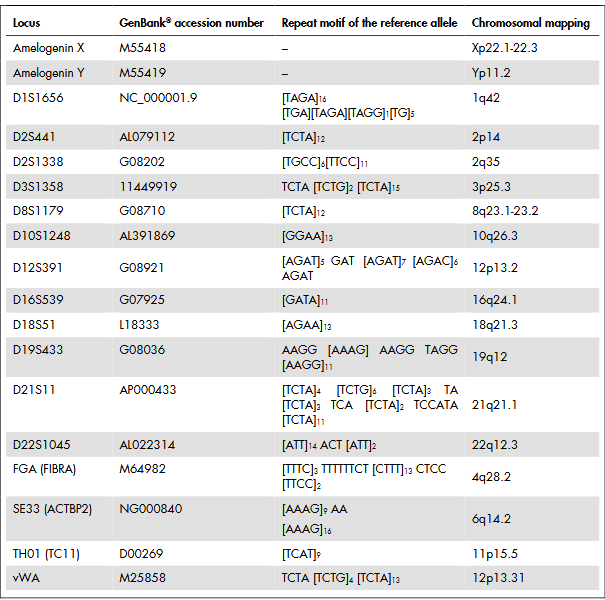 Locus GenBank® accession number Repeat motif of the reference allele Chromosomal mapping
Amelogenin X M55418 – Xp22.1-22.3
Amelogenin Y M55419 – Yp11.2
D1S1656 NC_000001.9 [TAGA]16 1q42
[TGA][TAGA][TAGG]1[TG]5
D2S441 AL079112 [TCTA]12 2p14
D2S1338 G08202 [TGCC]6[TTCC]11 2q35
D3S1358 11449919 TCTA [TCTG]2 [TCTA]15 3p25.3
D8S1179 G08710 [TCTA]12 8q23.1-23.2
D10S1248 AL391869 [GGAA]13 10q26.3
D12S391 G08921 [AGAT]5 GAT [AGAT]7 [AGAC]6 12p13.2
AGAT
D16S539 G07925 [GATA]11 16q24.1
D18S51 L18333 [AGAA]13 18q21.3
D19S433 G08036 AAGG [AAAG] AAGG TAGG 19q12
[AAGG]11
D21S11 AP000433 [TCTA]4 [TCTG]6 [TCTA]3 TA
[TCTA]3 TCA [TCTA]2 TCCATA 21q21.1
[TCTA]11
D22S1045 AL022314 [ATT]14 ACT [ATT]2 22q12.3
FGA (FIBRA) M64982 [TTTC]3 TTTTTTCT [CTTT]13 CTCC 4q28.2
[TTCC]2
SE33 (ACTBP2) NG000840 [AAAG]9 AA 6q14.2
[AAAG]16
TH01 (TC11) D00269 [TCAT]9 11p15.5
vWA M25858 TCTA [TCTG]4 [TCTA]13 12p13.31